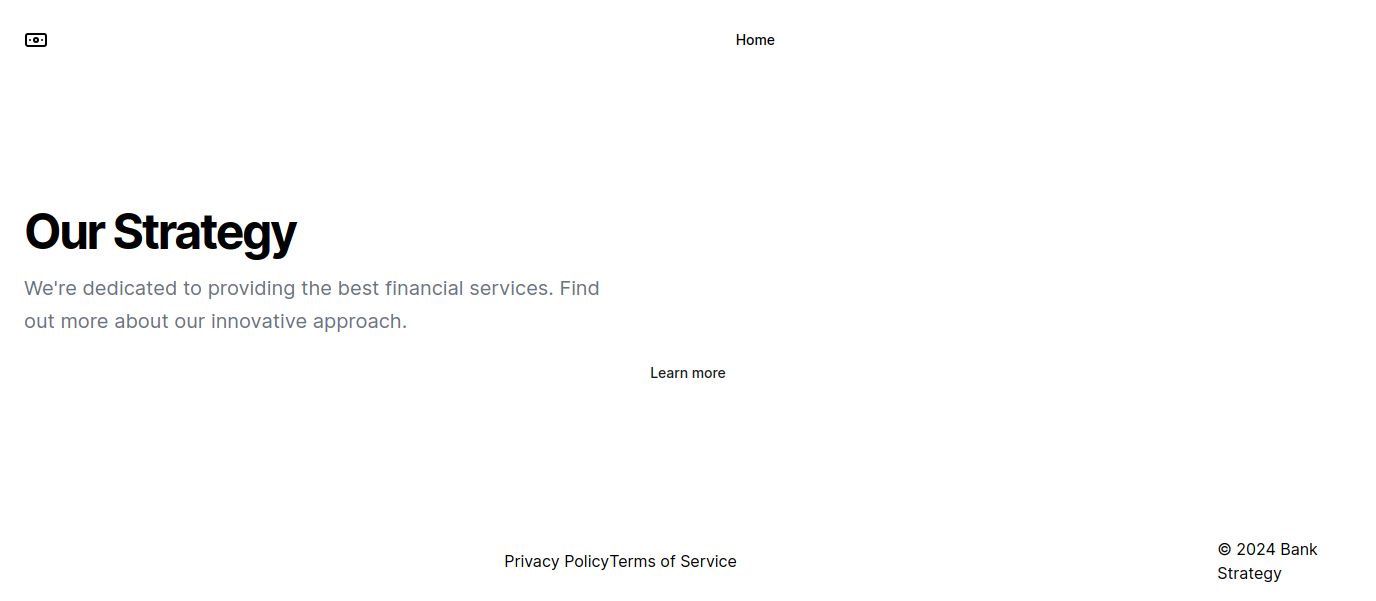 Home
Our Strategy
We're dedicated to providing the best financial services. Find
out more about our innovative approach.
Learn more
Privacy PolicyTerms of Service
© 2024 Bank
Strategy